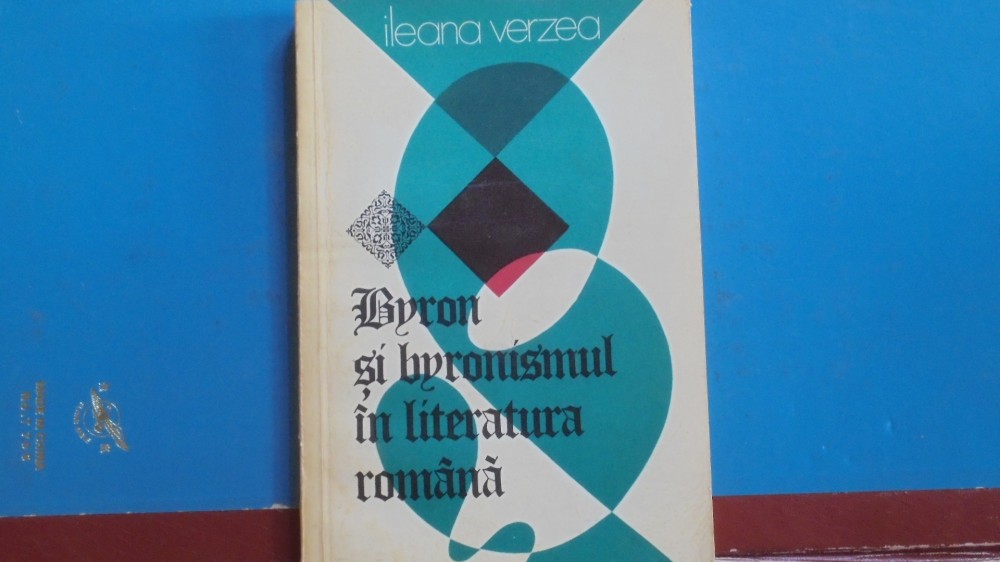 ileana verzea
Byron
și byronismul
în literatura
română